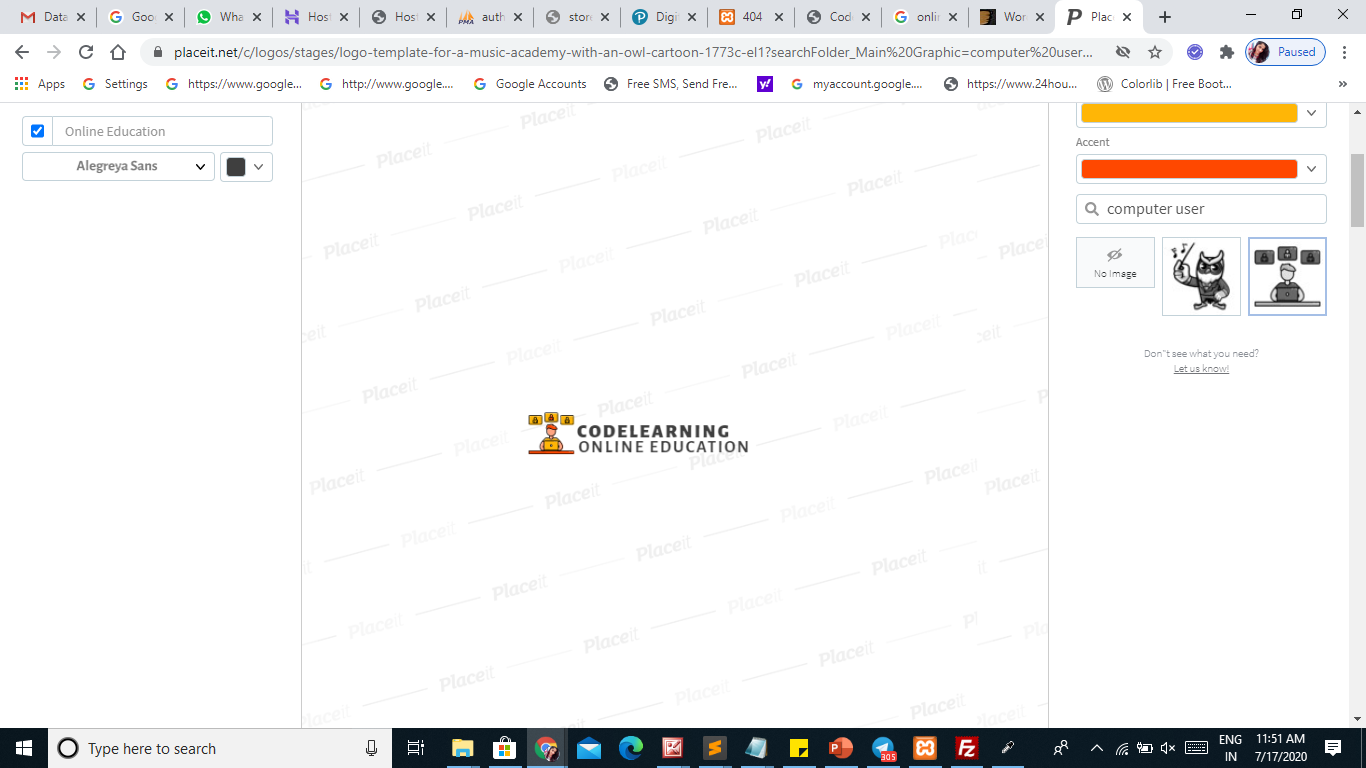 Data
Goo
Wha
Host
Host
auth
stor
Digi
404
Cod
onlin
Wor
Plac
placeit.net/c/logos/stages/logo-template-for-a-music-academy-with-an-owl-cartoon-1773c-el1?searchFolder_Main%20Graphic=computer%20user...
Paused
Apps
Settings
https://www.google...
http://www.google....
Google Accounts
Free SMS, Send Fre...
myaccount.google....
https://www.24hou...
Colorlib | Free Boot...
»
Online Education
Alegreya Sans
Accent
computer user
No Image
Don"t see what you need?
Let us know!
Placeit
CODELEARNING
ONLINE EDUCATION
Type here to search
305
ENG
IN
11:51 AM
7/17/2020